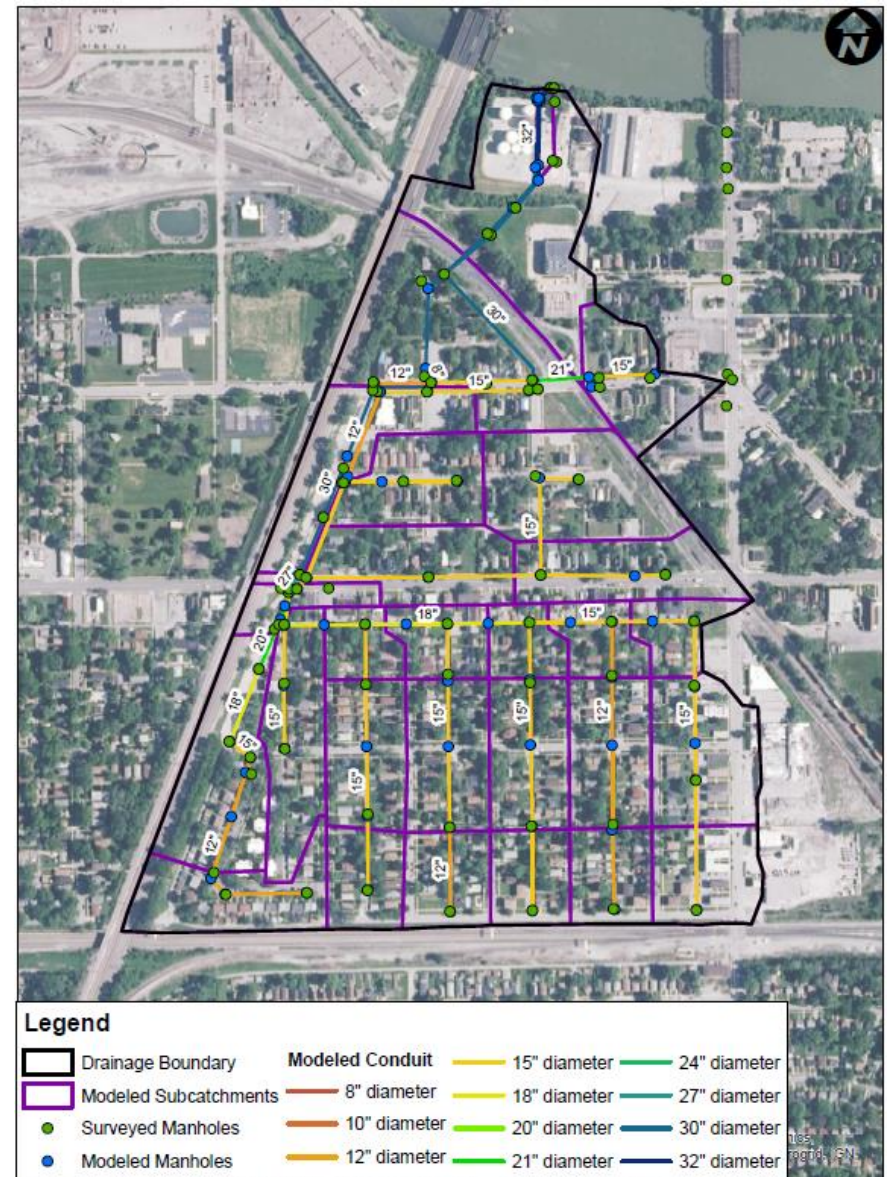 N
32"
30"
12"
8"
15"
21"
15"
12"
30"
15"
27"
18"
15"
20"
18"
15"
15"
15"
15"
12"
15"
15"
12"
12"
Legend
Drainage Boundary
Modeled Subcatchments
Surveyed Manholes
Modeled Manholes
Modeled Conduit
8" diameter
10" diameter
12" diameter
15" diameter
18" diameter
20" diameter
21" diameter
24" diameter
27" diameter
30" diameter
32" diameter